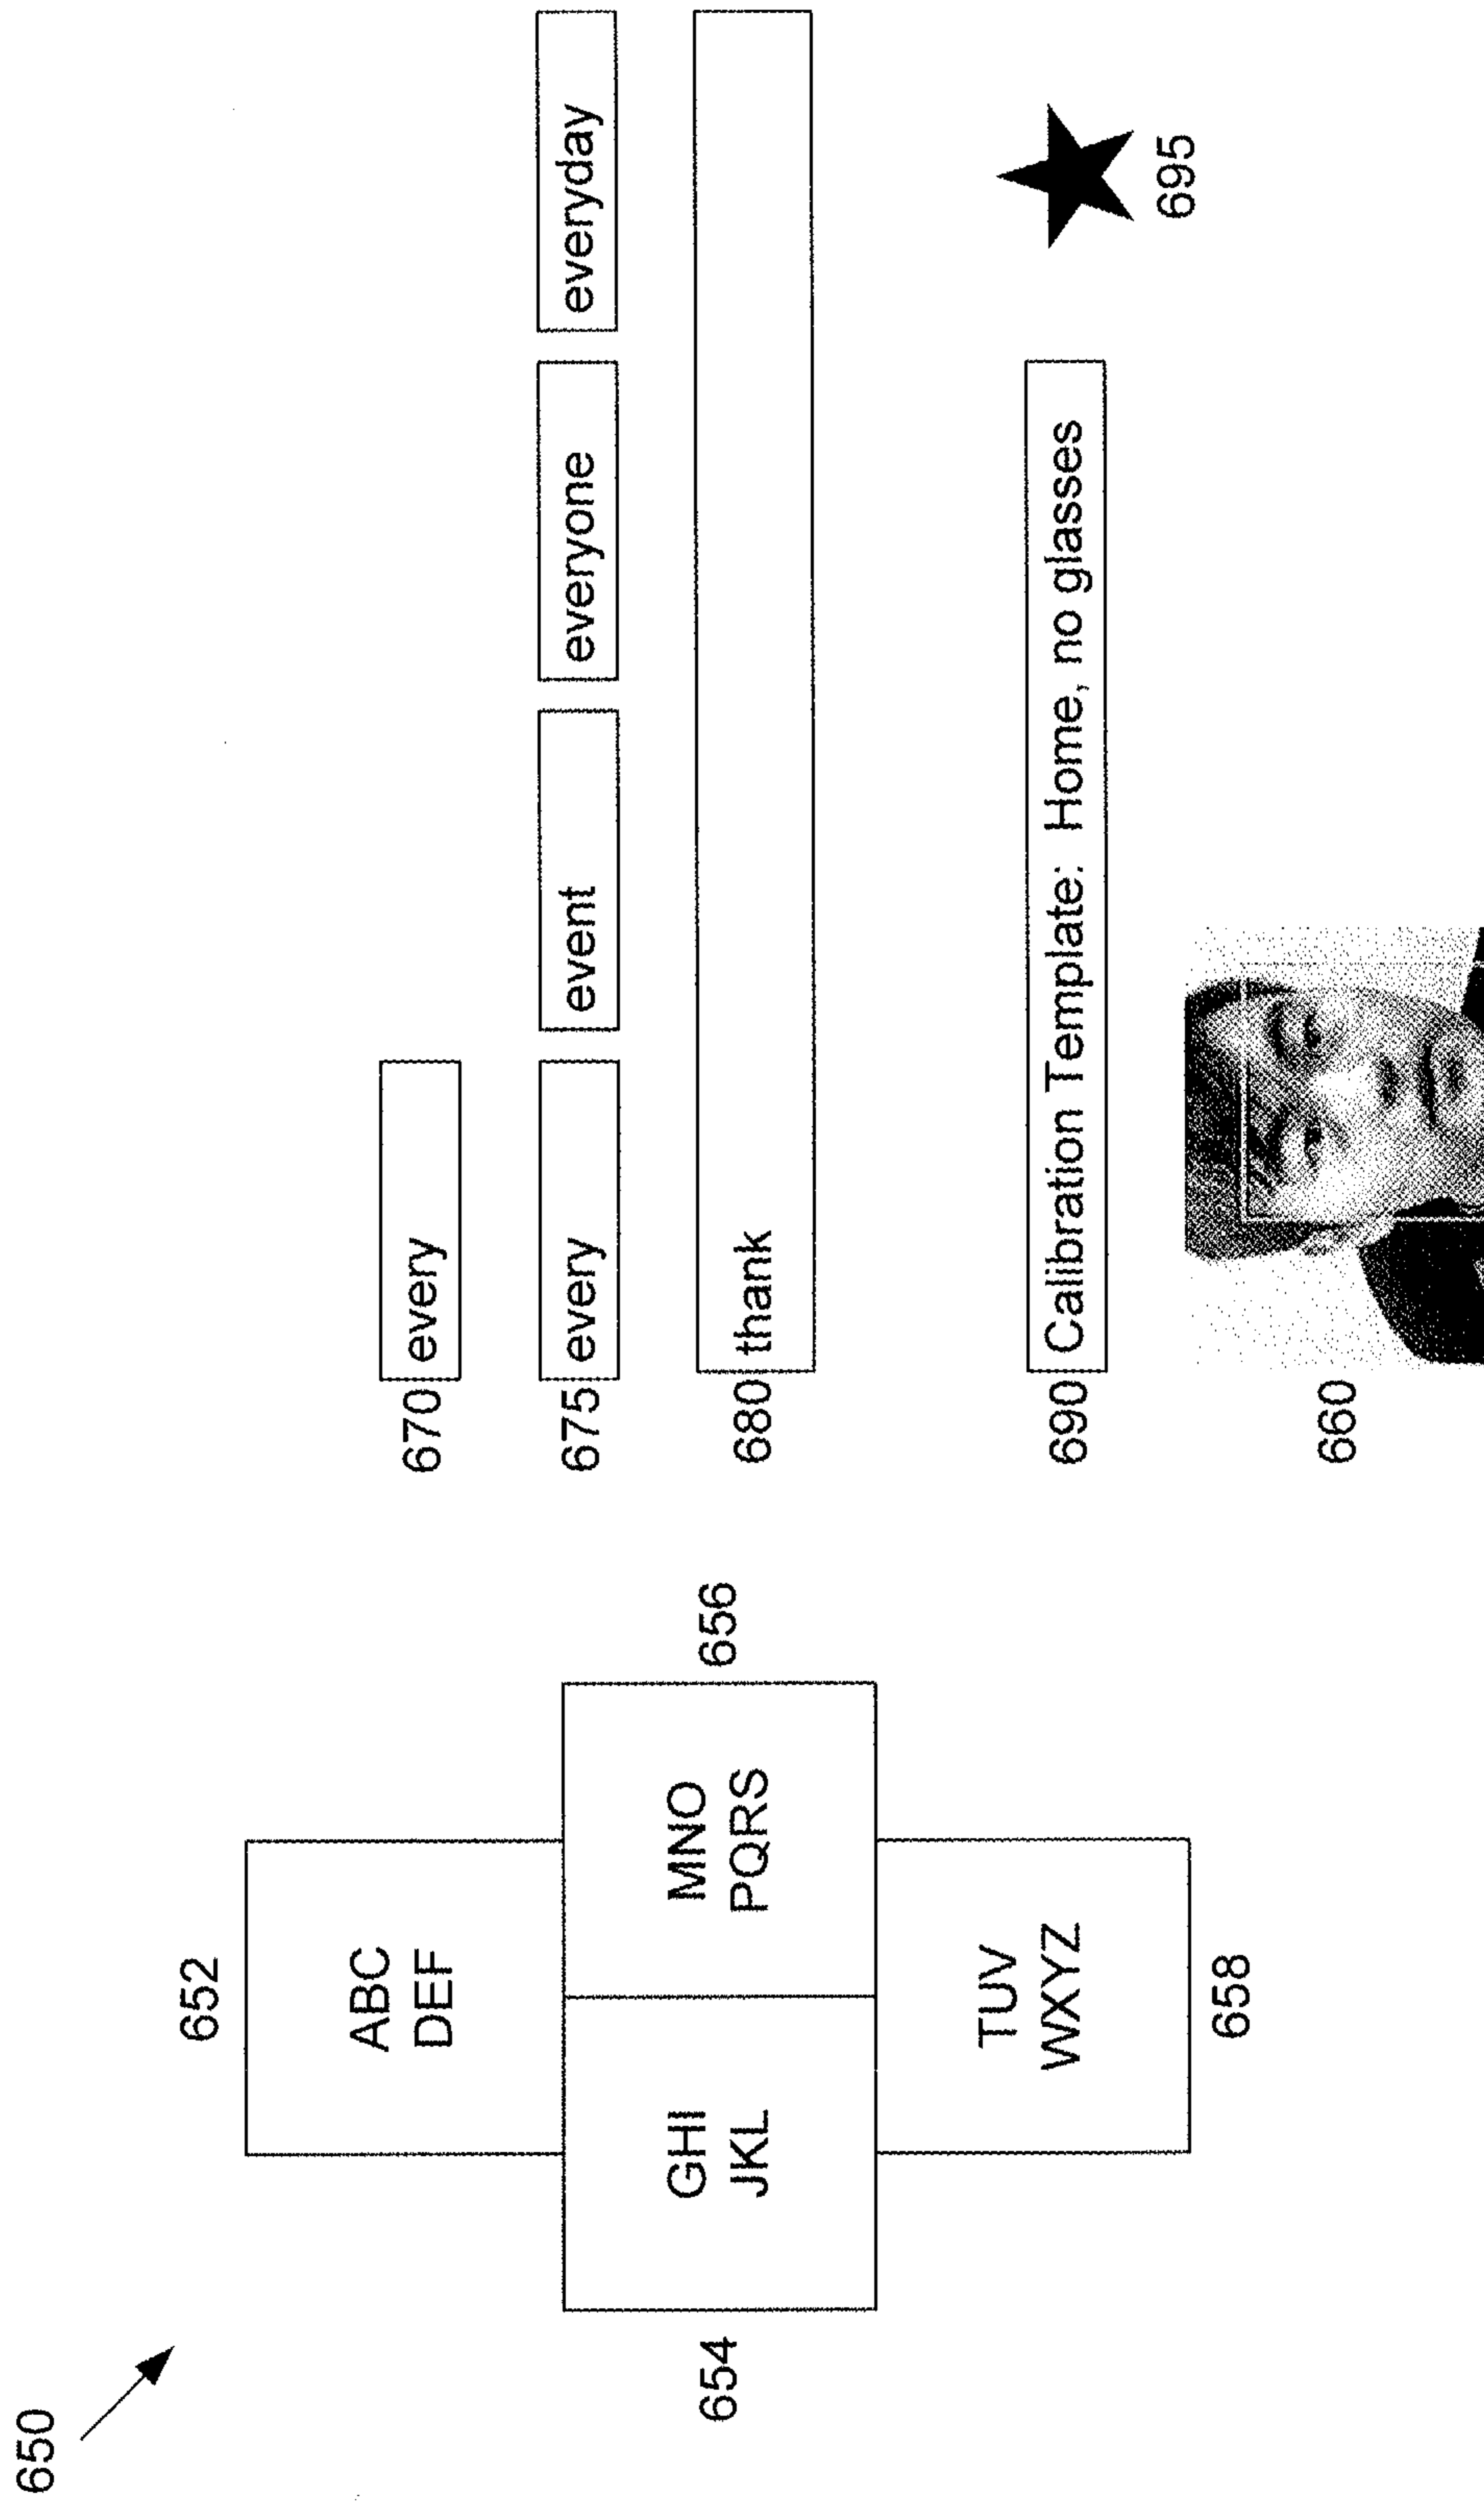 650
652
ABC
DEF
654
GHI
JKL
MNO
PQRS
656
TUV
WXYZ
658
670 every
675 every event everyone everyday
680 thank
690 Calibration Template: Home, no glasses
695
660